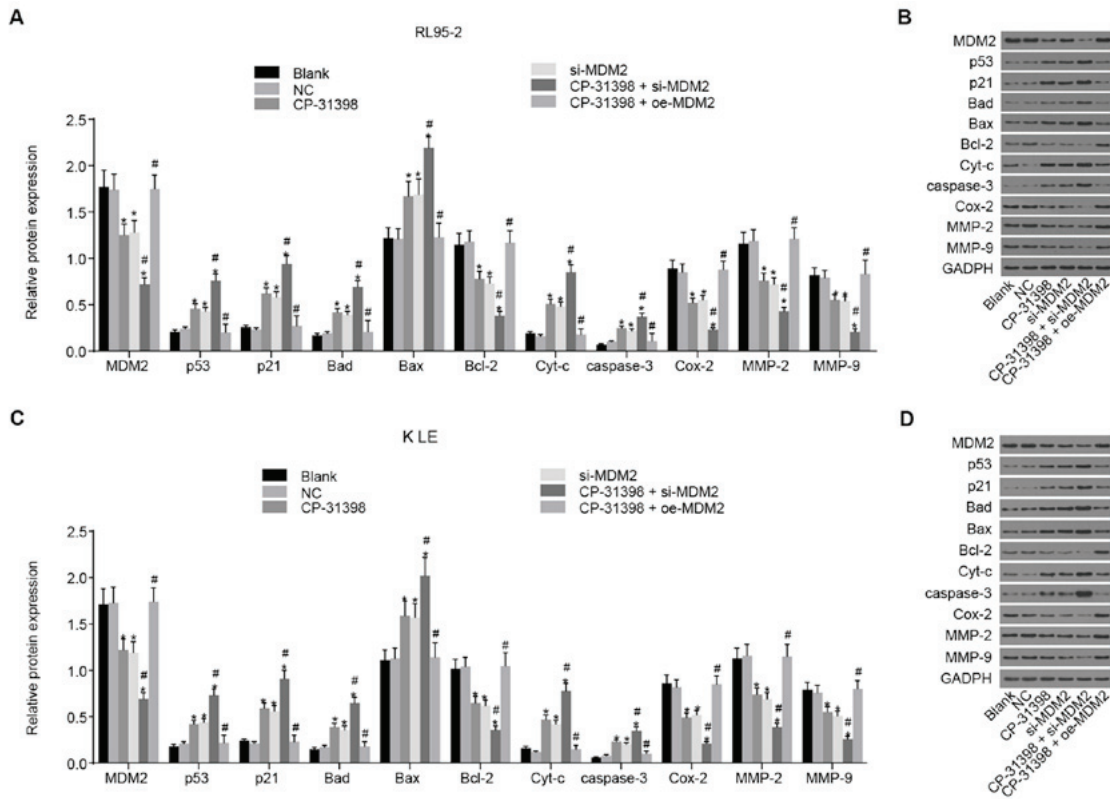 A
RL95-2
Blank
NC
CP-31398
si-MDM2
CP-31398 + si-MDM2
CP-31398 + oe-MDM2
Relative protein expression
2.5
2.0
1.5
1.0
0.5
0.0
* * * # #
* * * # #
* * * # #
* * * # #
* * * # #
* * * # #
* * * # #
* * * # #
* * * # #
* * * # #
* * * # #
MDM2 p53 p21 Bad Bax Bcl-2 Cyt-c caspase-3 Cox-2 MMP-2 MMP-9
B
MDM2
p53
p21
Bad
Bax
Bcl-2
Cyt-c
caspase-3
Cox-2
MMP-2
MMP-9
GADPH
Blank
NC
CP-31398
si-MDM2
CP-31398 + si-MDM2
CP-31398 + oe-MDM2
C
K LE
Blank
NC
CP-31398
si-MDM2
CP-31398 + si-MDM2
CP-31398 + oe-MDM2
Relative protein expression
2.5
2.0
1.5
1.0
0.5
0.0
* * * # #
* * * # #
* * * # #
* * * # #
* * * # #
* * * # #
* * * # #
* * * # #
* * * # #
* * * # #
* * * # #
MDM2 p53 p21 Bad Bax Bcl-2 Cyt-c caspase-3 Cox-2 MMP-2 MMP-9
D
MDM2
p53
p21
Bad
Bax
Bcl-2
Cyt-c
caspase-3
Cox-2
MMP-2
MMP-9
GADPH
Blank
NC
CP-31398
si-MDM2
CP-31398 + si-MDM2
CP-31398 + oe-MDM2